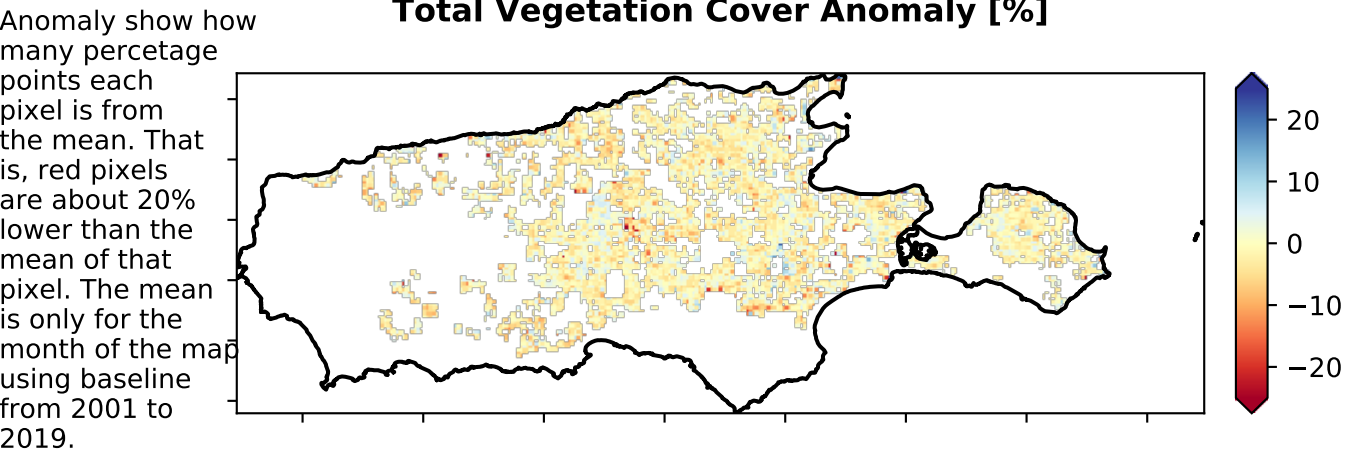 Total Vegetation Cover Anomaly [%]
Anomaly show how
many percetage
points each
pixel is from
the mean. That
is, red pixels
are about 20%
lower than the
mean of that
pixel. The mean
is only for the
month of the map
using baseline
from 2001 to
2019.
20
10
0
−10
−20